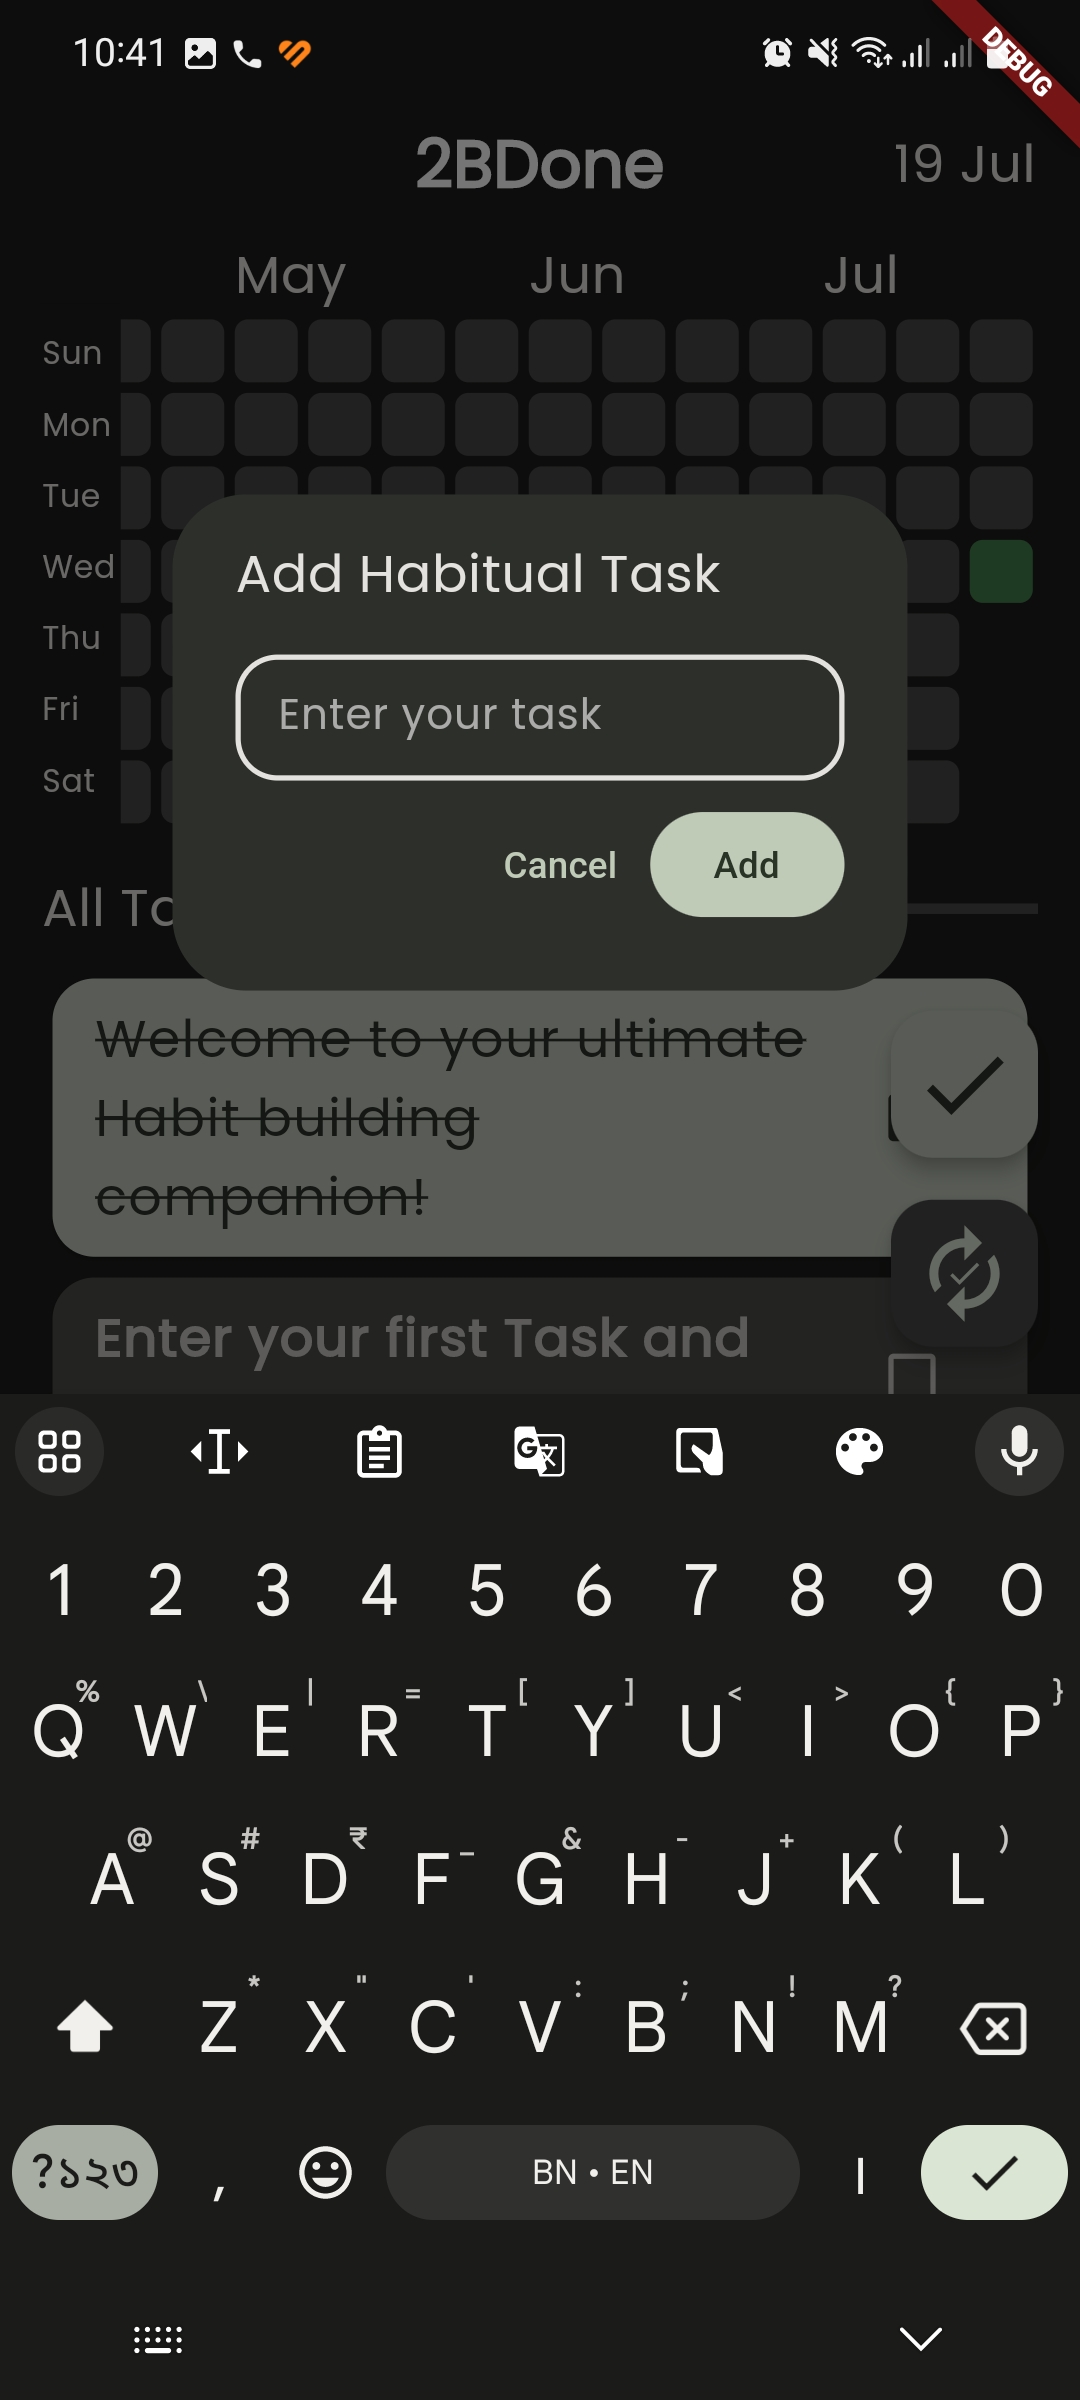 10:41
DEBUG
2BDone
19 Jul
May Jun Jul
Sun
Mon
Tue
Wed
Thu
Fri
Sat
Add Habitual Task
Enter your task
Cancel Add
All To
Welcome to your ultimate
Habit building
companion!
Enter your first Task and
1 2 3 4 5 6 7 8 9 0
% \ | = [ ] < > { }
Q W E R T Y U I O P
@ # ₹ _ & - + ( )
A S D F G H J K L
* " ' : ; ! ?
Z X C V B N M
?১২৩ , BN • EN |